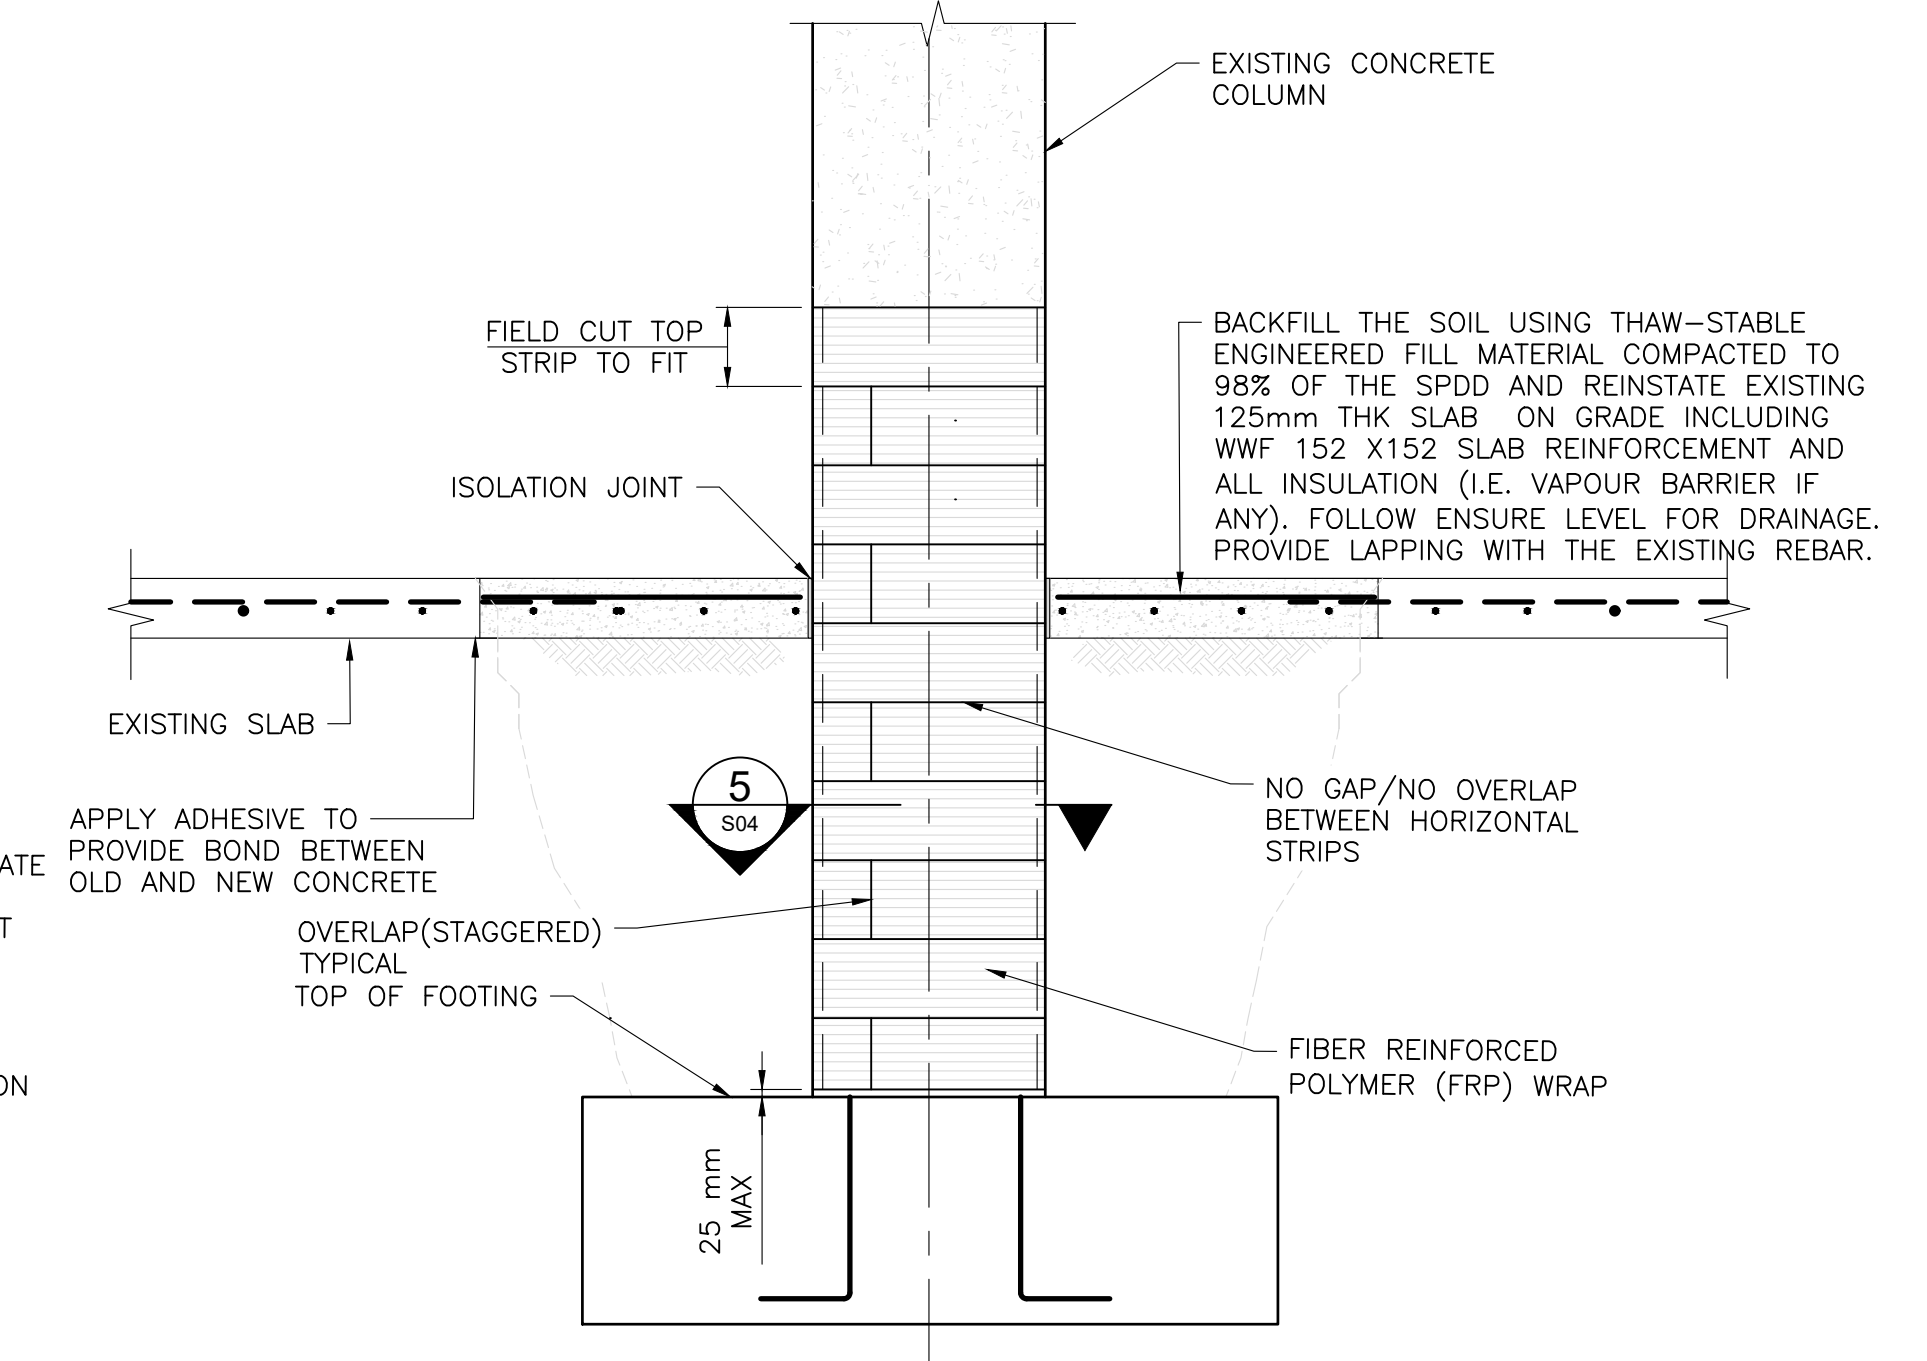 EXISTING CONCRETE
COLUMN
FIELD CUT TOP
STRIP TO FIT
BACKFILL THE SOIL USING THAW-STABLE
ENGINEERED FILL MATERIAL COMPACTED TO
98% OF THE SPDD AND REINSTATE EXISTING
125mm THK SLAB ON GRADE INCLUDING
WWF 152 X152 SLAB REINFORCEMENT AND
ALL INSULATION (I.E. VAPOUR BARRIER IF
ANY). FOLLOW ENSURE LEVEL FOR DRAINAGE.
PROVIDE LAPPING WITH THE EXISTING REBAR.
ISOLATION JOINT
EXISTING SLAB
5
S04
NO GAP/NO OVERLAP
BETWEEN HORIZONTAL
STRIPS
APPLY ADHESIVE TO
PROVIDE BOND BETWEEN
OLD AND NEW CONCRETE
ATE
T
ON
OVERLAP(STAGGERED)
TYPICAL
TOP OF FOOTING
FIBER REINFORCED
POLYMER (FRP) WRAP
25 mm
MAX